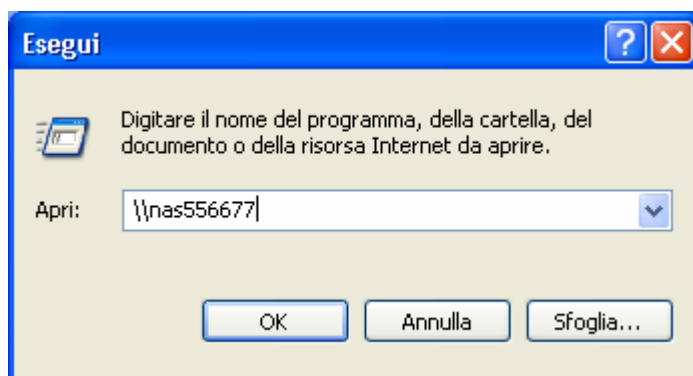 Esegui
Digitare il nome del programma, della cartella, del
documento o della risorsa Internet da aprire.
Apri: \\nas556677
OK Annulla Sfoglia...